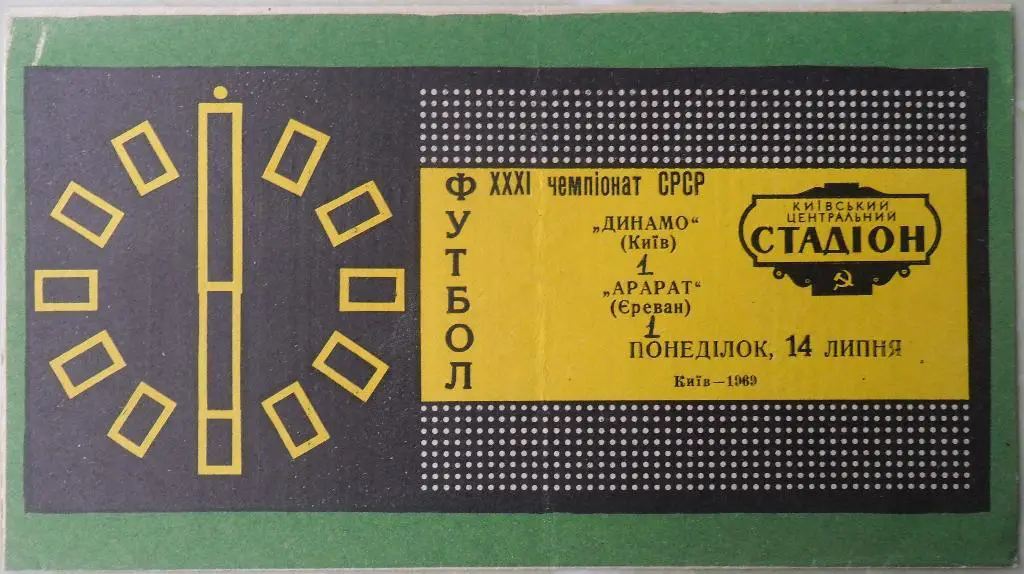 ФУТБОЛ
XXXI чемпіонат СРСР
„ДИНАМО“
(Київ)
1
„АРАРАТ“
(Єреван)
1
ПОНЕДІЛОК, 14 ЛИПНЯ
Київ—1969
КИЇВСЬКИЙ
ЦЕНТРАЛЬНИЙ
СТАДІОН